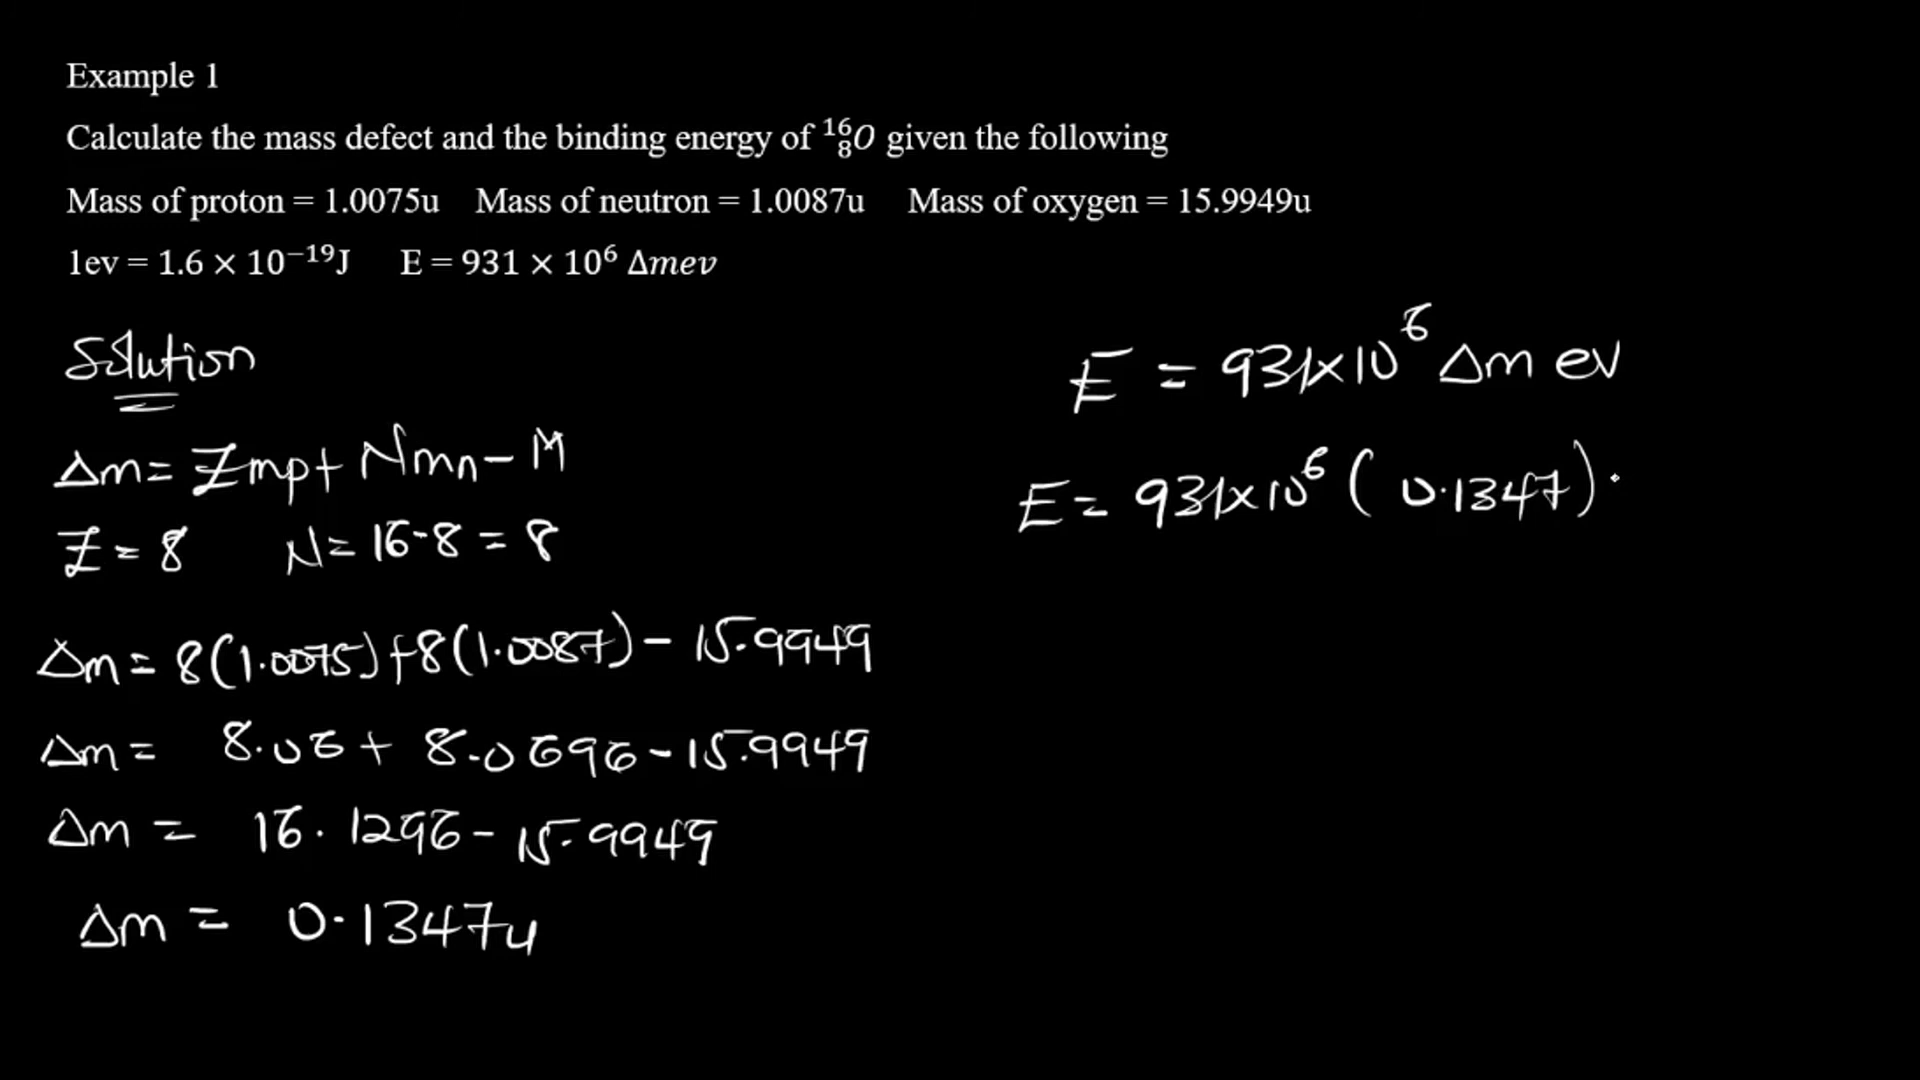 Example 1
Calculate the mass defect and the binding energy of ¹⁶₈O given the following
Mass of proton = 1.0075u Mass of neutron = 1.0087u Mass of oxygen = 15.9949u
1ev = 1.6 × 10⁻¹⁹J E = 931 × 10⁶ Δmev
Solution
Δm = Zmp + Nmn - M
Z = 8 N = 16-8 = 8
Δm = 8(1.0075)+8(1.0087) - 15.9949
Δm = 8.06 + 8.0696 - 15.9949
Δm = 16.1296 - 15.9949
Δm = 0.1347u
E = 931×10⁶ Δm ev
E = 931×10⁶ (0.1347)